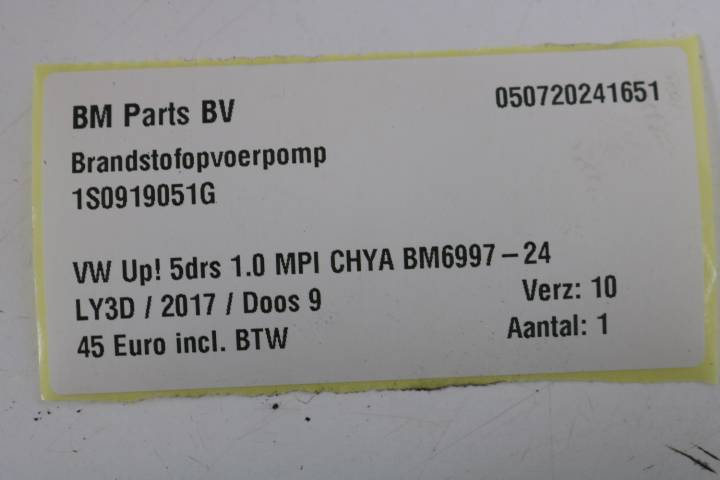 BM Parts BV
050720241651
Brandstofopvoerpomp
1S0919051G
VW Up! 5drs 1.0 MPI CHYA BM6997-24
LY3D / 2017 / Doos 9
Verz: 10
45 Euro incl. BTW
Aantal: 1